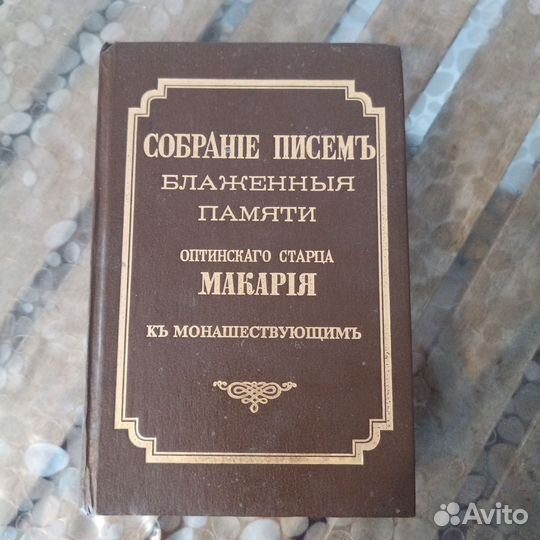 СОБРАНІЕ ПИСЕМЪ
БЛАЖЕННЫЯ
ПАМЯТИ
ОПТИНСКАГО СТАРЦА
МАКАРІЯ
КЪ МОНАШЕСТВУЮЩИМЪ
Avito